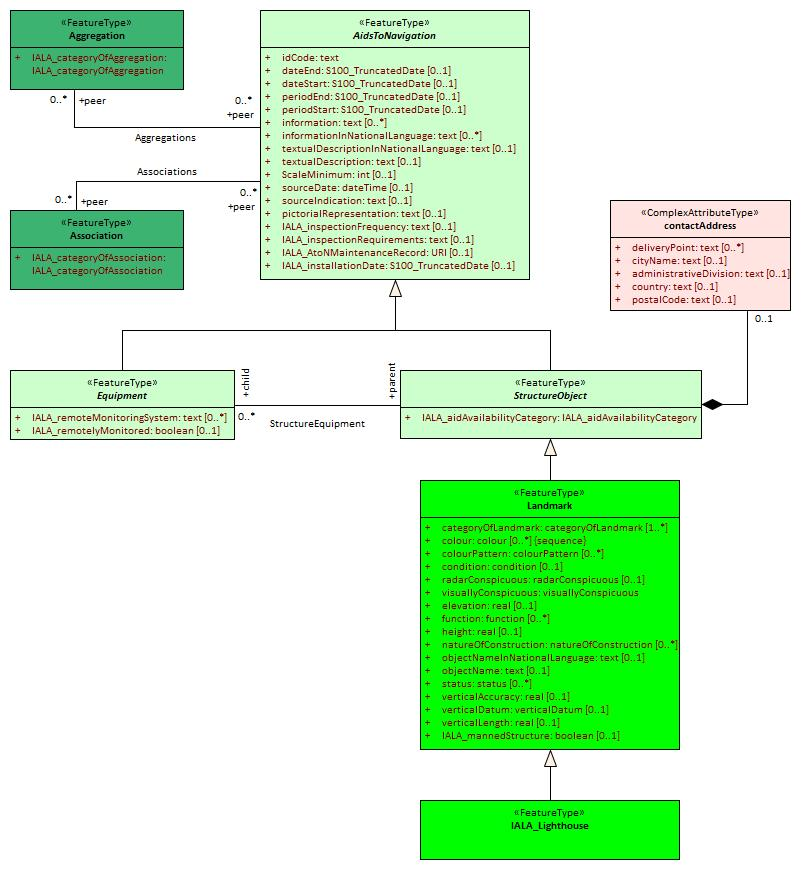 «FeatureType»
Aggregation
+ IALA_categoryOfAggregation:
IALA_categoryOfAggregation
0..*
+peer
Aggregations
«FeatureType»
AidsToNavigation
+ idCode: text
+ dateEnd: S100_TruncatedDate [0..1]
+ dateStart: S100_TruncatedDate [0..1]
+ periodEnd: S100_TruncatedDate [0..1]
+ periodStart: S100_TruncatedDate [0..1]
+ information: text [0..*]
+ informationInNationalLanguage: text [0..*]
+ textualDescriptionInNationalLanguage: text [0..1]
+ textualDescription: text [0..1]
+ ScaleMinimum: int [0..1]
+ sourceDate: dateTime [0..1]
+ sourceIndication: text [0..1]
+ pictorialRepresentation: text [0..1]
+ IALA_inspectionFrequency: text [0..1]
+ IALA_inspectionRequirements: text [0..1]
+ IALA_AtoNMaintenanceRecord: URI [0..1]
+ IALA_installationDate: S100_TruncatedDate [0..1]
0..*
+peer
Associations
0..*
+peer
0..*
+peer
«FeatureType»
Association
+ IALA_categoryOfAssociation:
IALA_categoryOfAssociation
«ComplexAttributeType»
contactAddress
+ deliveryPoint: text [0..*]
+ cityName: text [0..1]
+ administrativeDivision: text [0..1]
+ country: text [0..1]
+ postalCode: text [0..1]
0..1
«FeatureType»
Equipment
+ IALA_remoteMonitoringSystem: text [0..*]
+ IALA_remotelyMonitored: boolean [0..1]
+child
0..*
StructureEquipment
+parent
«FeatureType»
StructureObject
+ IALA_aidAvailabilityCategory: IALA_aidAvailabilityCategory
«FeatureType»
Landmark
+ categoryOfLandmark: categoryOfLandmark [1..*]
+ colour: colour [0..*] {sequence}
+ colourPattern: colourPattern [0..*]
+ condition: condition [0..1]
+ radarConspicuous: radarConspicuous [0..1]
+ visuallyConspicuous: visuallyConspicuous
+ elevation: real [0..1]
+ function: function [0..*]
+ height: real [0..1]
+ natureOfConstruction: natureOfConstruction [0..*]
+ objectNameInNationalLanguage: text [0..1]
+ objectName: text [0..1]
+ status: status [0..*]
+ verticalAccuracy: real [0..1]
+ verticalDatum: verticalDatum [0..1]
+ verticalLength: real [0..1]
+ IALA_mannedStructure: boolean [0..1]
«FeatureType»
IALA_Lighthouse